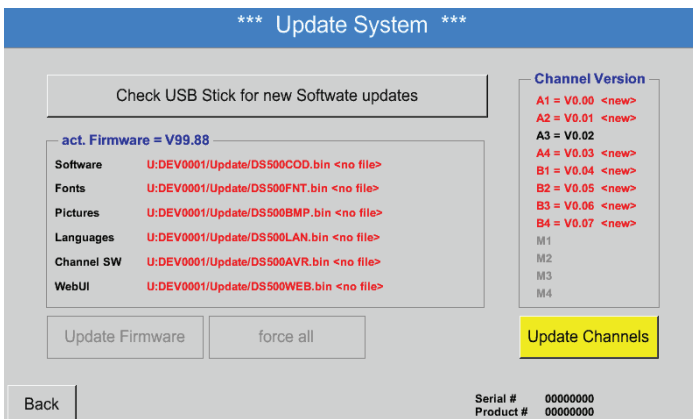 *** Update System ***
Check USB Stick for new Softwate updates
act. Firmware = V99.88
Software U:DEV0001/Update/DS500COD.bin <no file>
Fonts U:DEV0001/Update/DS500FNT.bin <no file>
Pictures U:DEV0001/Update/DS500BMP.bin <no file>
Languages U:DEV0001/Update/DS500LAN.bin <no file>
Channel SW U:DEV0001/Update/DS500AVR.bin <no file>
WebUI U:DEV0001/Update/DS500WEB.bin <no file>
Update Firmware force all
Channel Version
A1 = V0.00 <new>
A2 = V0.01 <new>
A3 = V0.02
A4 = V0.03 <new>
B1 = V0.04 <new>
B2 = V0.05 <new>
B3 = V0.06 <new>
B4 = V0.07 <new>
M1
M2
M3
M4
Update Channels
Back
Serial # 00000000
Product # 00000000